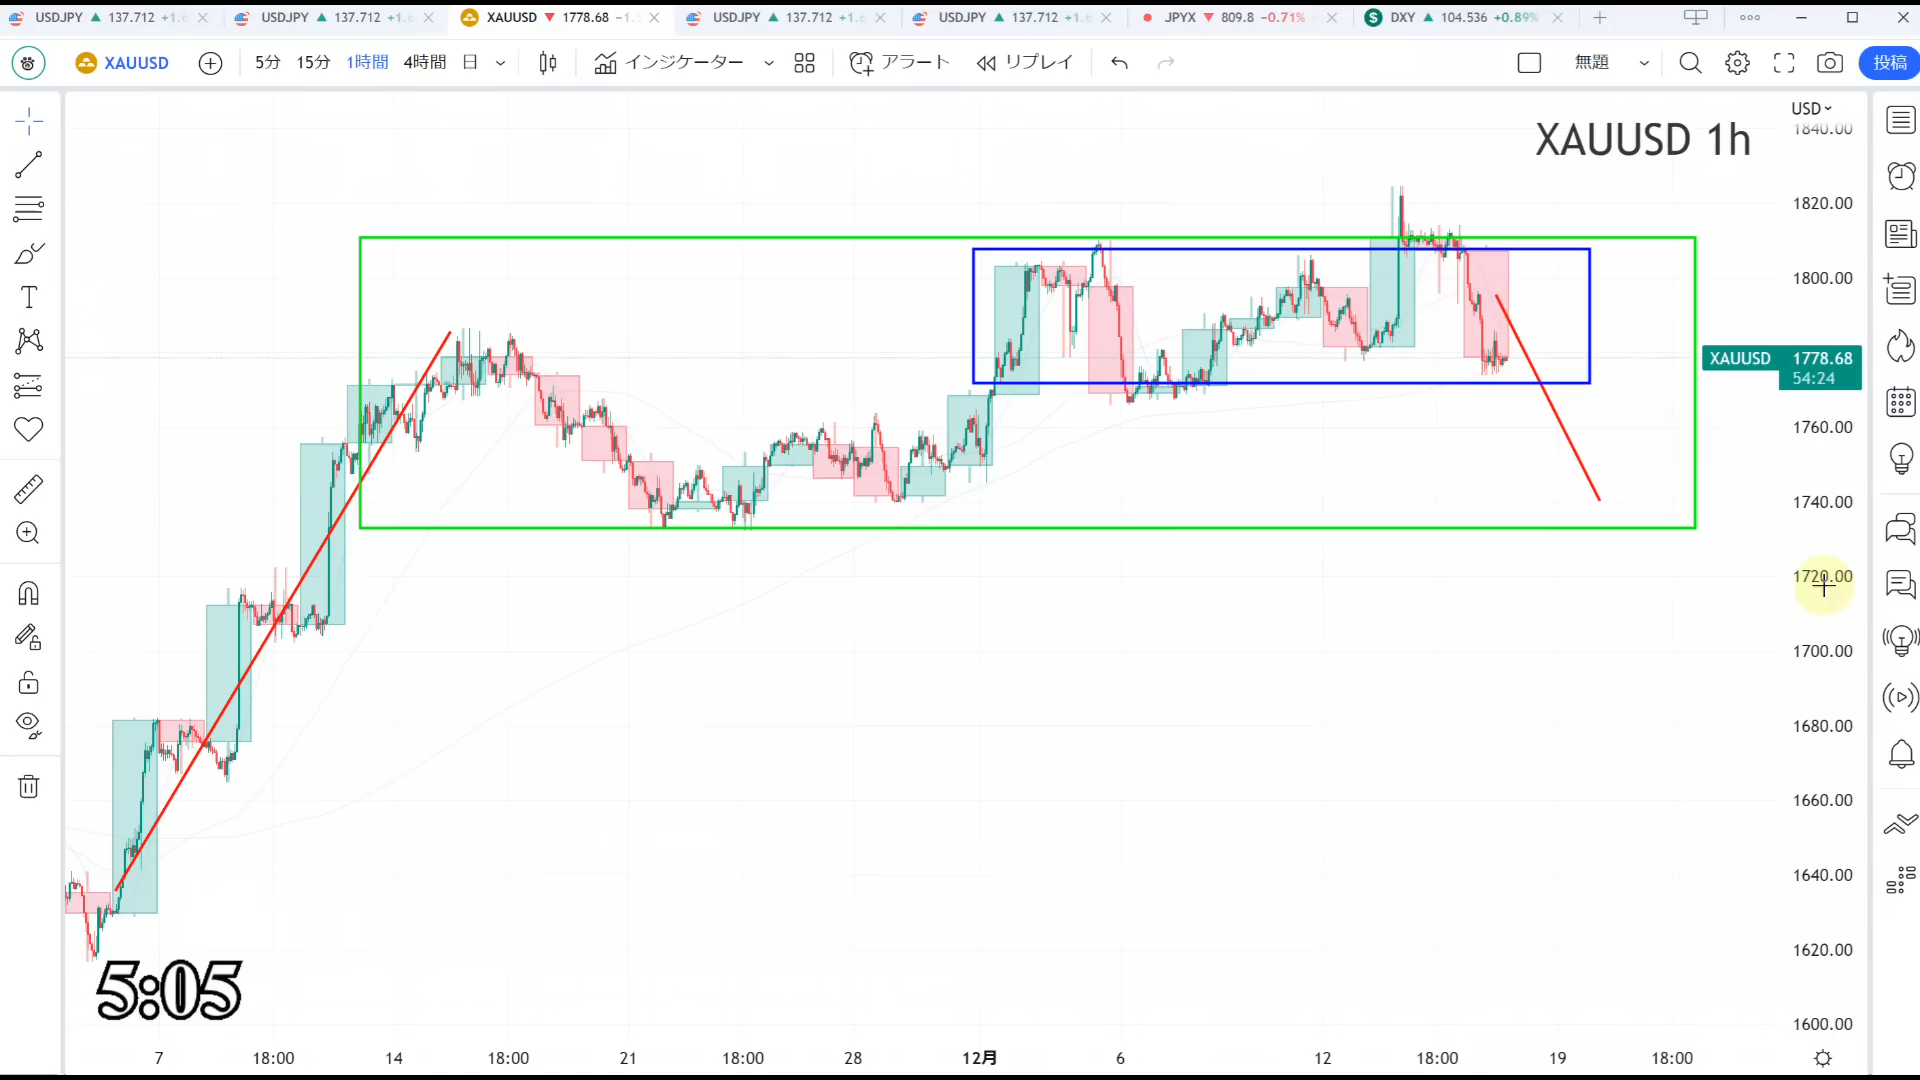 USDJPY ▲ 137.712 USDJPY ▲ 137.712 XAUUSD ▼ 1778.68 USDJPY ▲ 137.712 USDJPY ▲ 137.712 JPYX ▼ 809.8 −0.71% S DXY ▲ 104.536 +0.89%
XAUUSD 5分 15分 1時間 4時間 日 インジケーター アラート リプレイ 無題 投稿
USD
XAUUSD 1h
1840.00
1820.00
1800.00
XAUUSD 1778.68
54:24
1760.00
1740.00
1720.00
1700.00
1680.00
1660.00
1640.00
1620.00
5:05
1600.00
7 18:00 14 18:00 21 18:00 28 12月 6 12 18:00 19 18:00